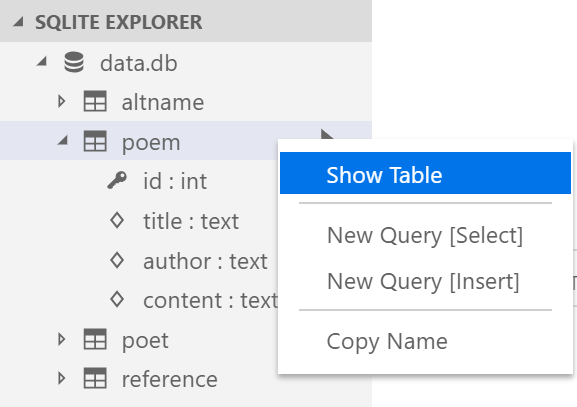 SQLITE EXPLORER
data.db
altname
poem
id : int
title : text
author : text
content : text
poet
reference
Show Table
New Query [Select]
New Query [Insert]
Copy Name